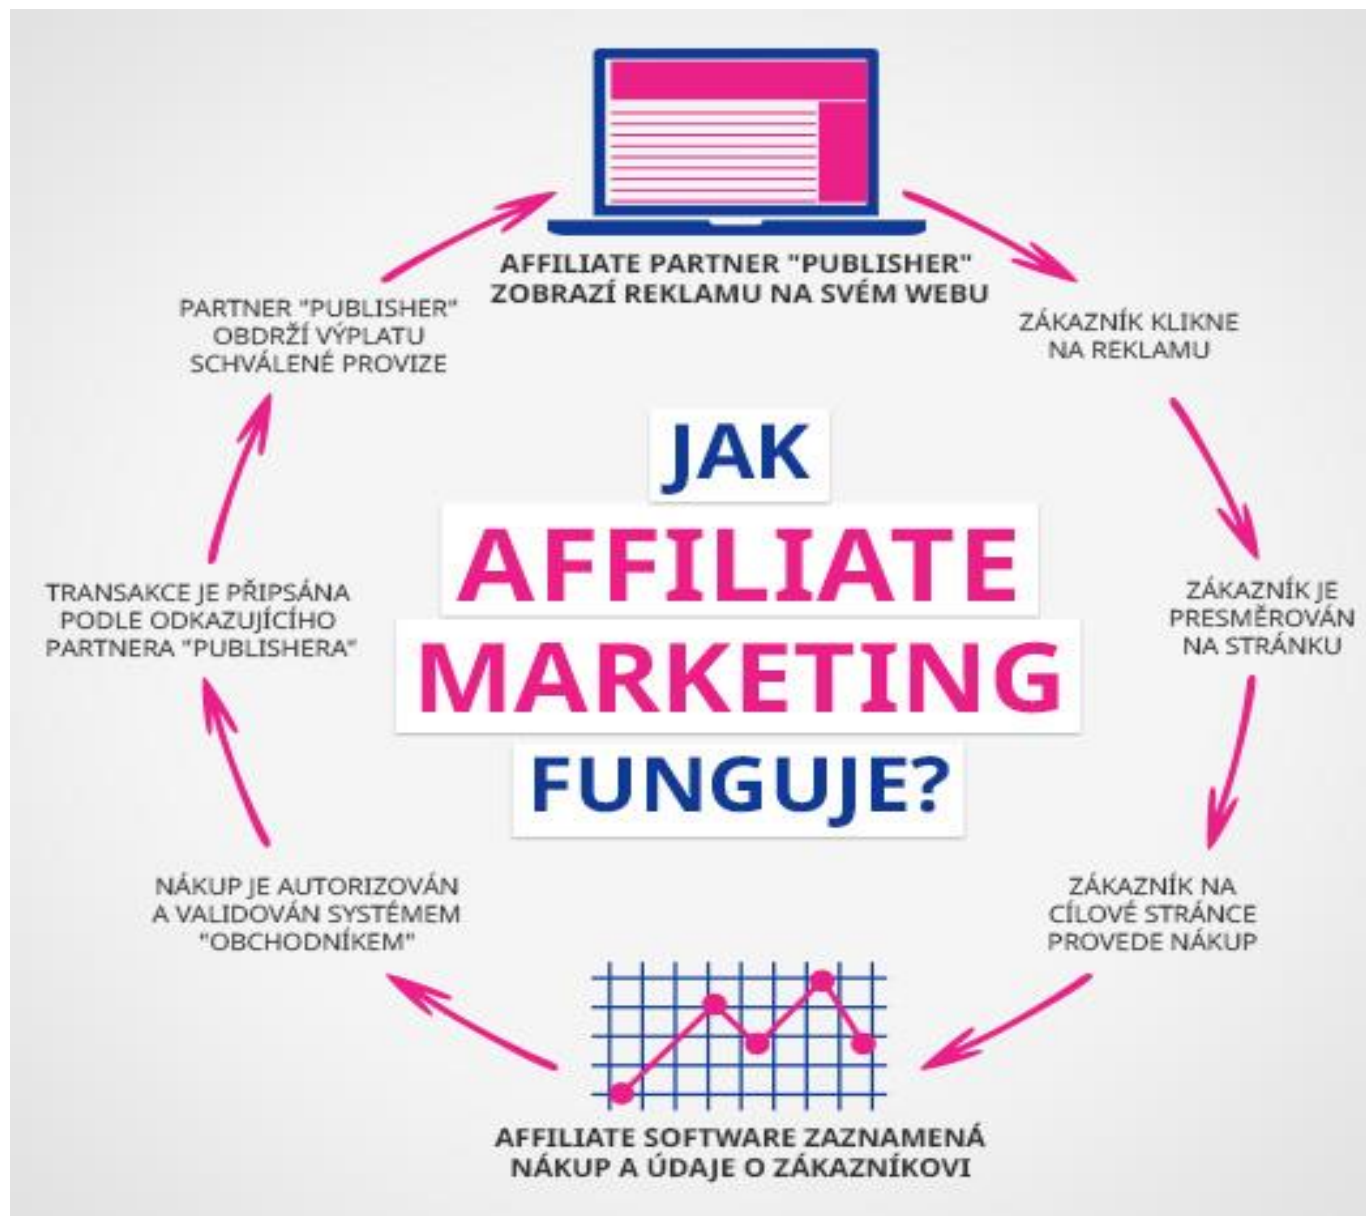 AFFILIATE PARTNER "PUBLISHER"
ZOBRAZÍ REKLAMU NA SVÉM WEBU
ZÁKAZNÍK KLIKNE
NA REKLAMU
ZÁKAZNÍK JE
PRESMĚROVÁN
NA STRÁNKU
ZÁKAZNÍK NA
CÍLOVÉ STRÁNCE
PROVEDE NÁKUP
AFFILIATE SOFTWARE ZAZNAMENÁ
NÁKUP A ÚDAJE O ZÁKAZNÍKOVI
NÁKUP JE AUTORIZOVÁN
A VALIDOVÁN SYSTÉMEM
"OBCHODNÍKEM"
TRANSAKCE JE PŘIPSÁNA
PODLE ODKAZUJÍCÍHO
PARTNERA "PUBLISHERA"
PARTNER "PUBLISHER"
OBDRŽÍ VÝPLATU
SCHVÁLENÉ PROVIZE
JAK
AFFILIATE
MARKETING
FUNGUJE?